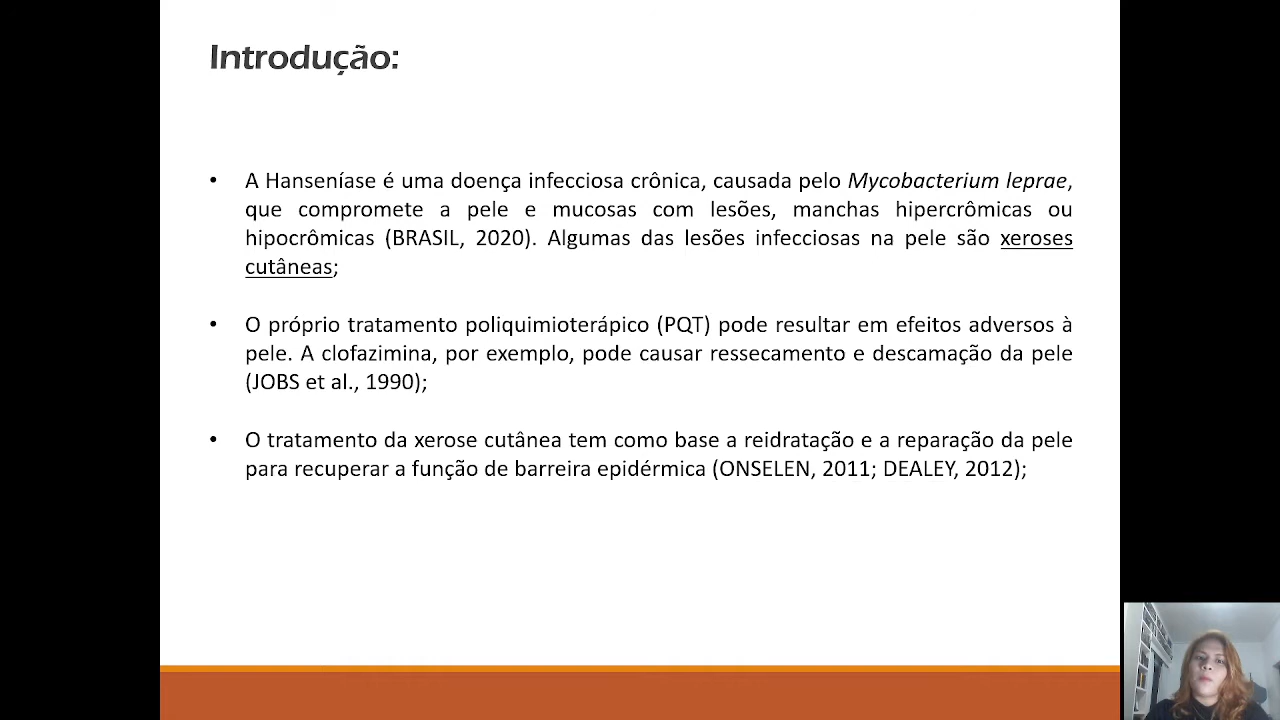 Introdução:
• A Hanseníase é uma doença infecciosa crônica, causada pelo Mycobacterium leprae,
que compromete a pele e mucosas com lesões, manchas hipercrômicas ou
hipocrômicas (BRASIL, 2020). Algumas das lesões infecciosas na pele são xeroses
cutâneas;
• O próprio tratamento poliquimioterápico (PQT) pode resultar em efeitos adversos à
pele. A clofazimina, por exemplo, pode causar ressecamento e descamação da pele
(JOBS et al., 1990);
• O tratamento da xerose cutânea tem como base a reidratação e a reparação da pele
para recuperar a função de barreira epidérmica (ONSELEN, 2011; DEALEY, 2012);